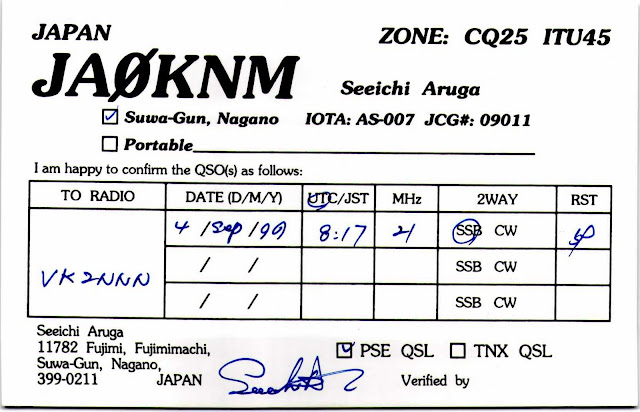 JAPAN
ZONE: CQ25 ITU45
JAØKNM
Seeichi Aruga
Suwa-Gun, Nagano IOTA: AS-007 JCG#: 09011
Portable
I am happy to confirm the QSO(s) as follows:
TO RADIO DATE (D/M/Y) UTC/JST MHz 2WAY RST
4 / Sep / 99 8:17 21 SSB CW
VK2NNN / / SSB CW
/ / SSB CW
Seeichi Aruga
11782 Fujimi, Fujimimachi,
Suwa-Gun, Nagano,
399-0211 JAPAN
PSE QSL TNX QSL
Verified by